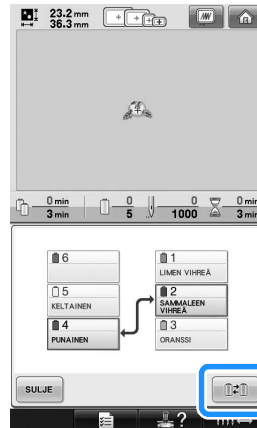 23.2 mm
36.3 mm
0 min
3 min
0
5
0
1000
0 min
3 min
6
1
LIMEN VIHREÄ
5
KELTAINEN
2
SAMMALEEN
VIHREÄ
4
PUNAINEN
3
ORANSSI
SULJE
?